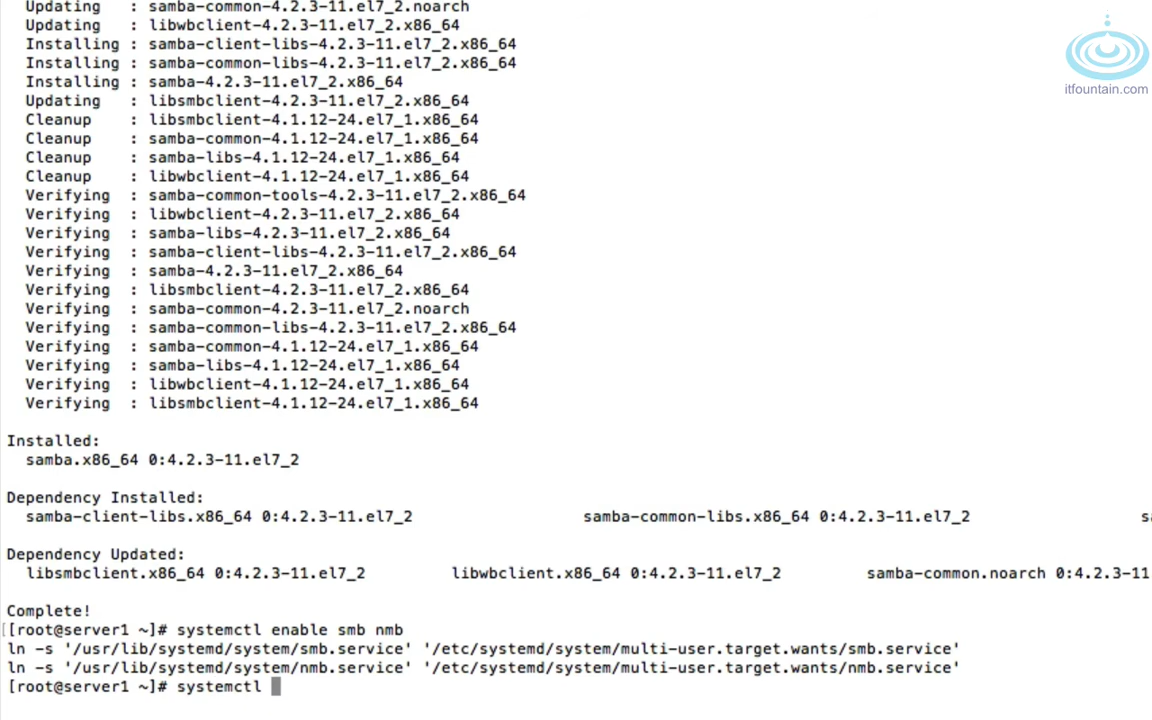 Updating   : samba-common-4.2.3-11.el7_2.noarch
Updating   : libwbclient-4.2.3-11.el7_2.x86_64
Installing : samba-client-libs-4.2.3-11.el7_2.x86_64
Installing : samba-common-libs-4.2.3-11.el7_2.x86_64
Installing : samba-4.2.3-11.el7_2.x86_64
Updating   : libsmbclient-4.2.3-11.el7_2.x86_64
Cleanup    : libsmbclient-4.1.12-24.el7_1.x86_64
Cleanup    : samba-common-4.1.12-24.el7_1.x86_64
Cleanup    : samba-libs-4.1.12-24.el7_1.x86_64
Cleanup    : libwbclient-4.1.12-24.el7_1.x86_64
Verifying  : samba-common-tools-4.2.3-11.el7_2.x86_64
Verifying  : libwbclient-4.2.3-11.el7_2.x86_64
Verifying  : samba-libs-4.2.3-11.el7_2.x86_64
Verifying  : samba-client-libs-4.2.3-11.el7_2.x86_64
Verifying  : samba-4.2.3-11.el7_2.x86_64
Verifying  : libsmbclient-4.2.3-11.el7_2.x86_64
Verifying  : samba-common-4.2.3-11.el7_2.noarch
Verifying  : samba-common-libs-4.2.3-11.el7_2.x86_64
Verifying  : samba-common-4.1.12-24.el7_1.x86_64
Verifying  : samba-libs-4.1.12-24.el7_1.x86_64
Verifying  : libwbclient-4.1.12-24.el7_1.x86_64
Verifying  : libsmbclient-4.1.12-24.el7_1.x86_64
Installed:
samba.x86_64 0:4.2.3-11.el7_2
Dependency Installed:
samba-client-libs.x86_64 0:4.2.3-11.el7_2 samba-common-libs.x86_64 0:4.2.3-11.el7_2 sa
Dependency Updated:
libsmbclient.x86_64 0:4.2.3-11.el7_2 libwbclient.x86_64 0:4.2.3-11.el7_2 samba-common.noarch 0:4.2.3-11
Complete!
[[root@server1 ~]# systemctl enable smb nmb
ln -s '/usr/lib/systemd/system/smb.service' '/etc/systemd/system/multi-user.target.wants/smb.service'
ln -s '/usr/lib/systemd/system/nmb.service' '/etc/systemd/system/multi-user.target.wants/nmb.service'
[root@server1 ~]# systemctl
itfountain.com